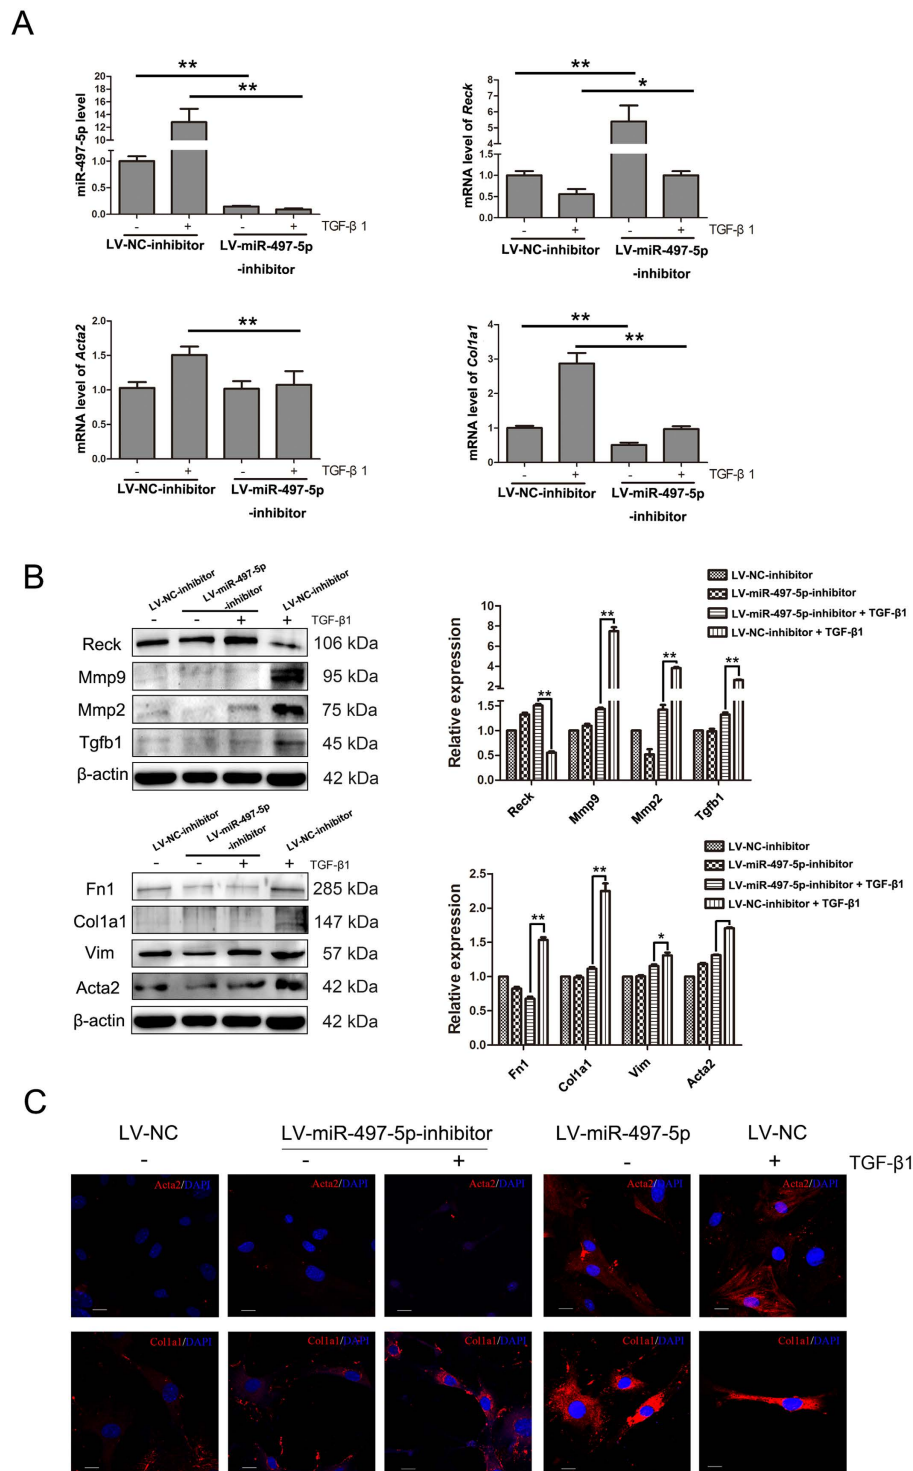 A
**
**
miR-497-5p level
20
18
16
14
12
10
1.0
0.5
0.0
- + - + TGF-β 1
LV-NC-inhibitor LV-miR-497-5p
-inhibitor
**
*
mRNA level of Reck
8
7
6
5
4
1.5
1.0
0.5
0.0
- + - + TGF-β 1
LV-NC-inhibitor LV-miR-497-5p
-inhibitor
**
mRNA level of Acta2
2.0
1.5
1.0
0.5
0.0
- + - + TGF-β 1
LV-NC-inhibitor LV-miR-497-5p
-inhibitor
**
**
mRNA level of Col1a1
4
3
2
1
0
- + - + TGF-β 1
LV-NC-inhibitor LV-miR-497-5p
-inhibitor
B
LV-NC-inhibitor LV-miR-497-5p
-inhibitor LV-NC-inhibitor
- - + + TGF-β1
Reck 106 kDa
Mmp9 95 kDa
Mmp2 75 kDa
Tgfb1 45 kDa
β-actin 42 kDa
LV-NC-inhibitor
LV-miR-497-5p-inhibitor
LV-miR-497-5p-inhibitor + TGF-β1
LV-NC-inhibitor + TGF-β1
Relative expression
10
8
6
4
2
1.5
1.0
0.5
0.0
** ** ** **
Reck Mmp9 Mmp2 Tgfb1
LV-NC-inhibitor LV-miR-497-5p
-inhibitor LV-NC-inhibitor
- - + + TGF-β1
Fn1 285 kDa
Col1a1 147 kDa
Vim 57 kDa
Acta2 42 kDa
β-actin 42 kDa
LV-NC-inhibitor
LV-miR-497-5p-inhibitor
LV-miR-497-5p-inhibitor + TGF-β1
LV-NC-inhibitor + TGF-β1
Relative expression
2.5
2.0
1.5
1.0
0.5
0.0
** ** *
Fn1 Col1a1 Vim Acta2
C
LV-NC LV-miR-497-5p-inhibitor LV-miR-497-5p LV-NC
- - + - + TGF-β1
Acta2/DAPI Acta2/DAPI Acta2/DAPI Acta2/DAPI Acta2/DAPI
Col1a1/DAPI Col1a1/DAPI Col1a1/DAPI Col1a1/DAPI Col1a1/DAPI